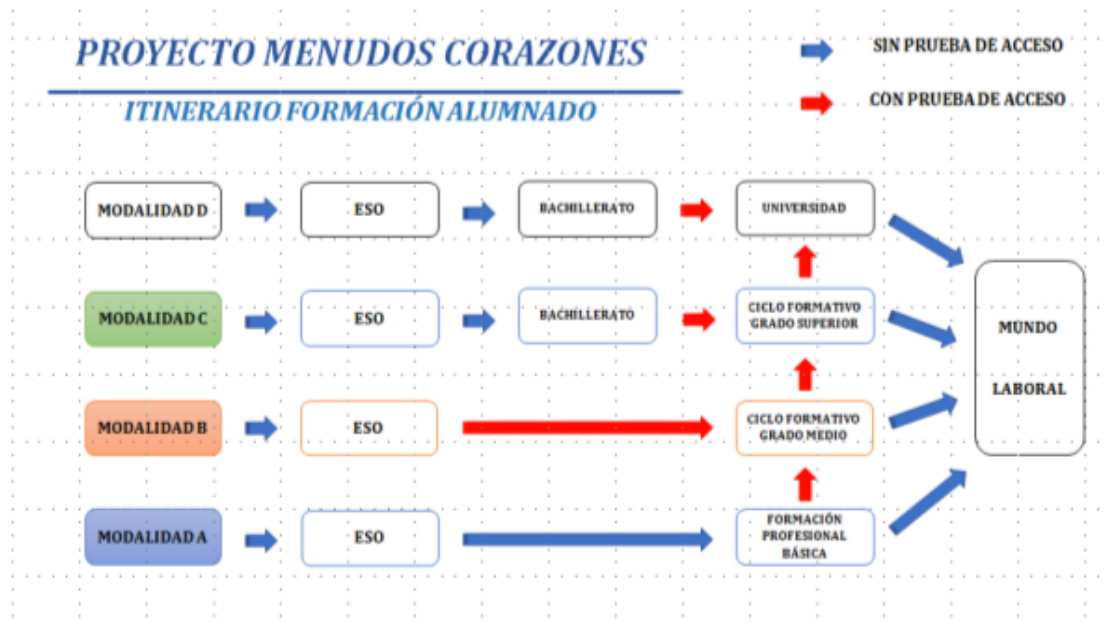 PROYECTO MENUDOS CORAZONES
ITINERARIO FORMACIÓN ALUMNADO
SIN PRUEBA DE ACCESO
CON PRUEBA DE ACCESO
MODALIDAD D
ESO
BACHILLERATO
UNIVERSIDAD
MODALIDAD C
ESO
BACHILLERATO
CICLO FORMATIVO
GRADO SUPERIOR
MODALIDAD B
ESO
CICLO FORMATIVO
GRADO MEDIO
MODALIDAD A
ESO
FORMACIÓN
PROFESIONAL
BÁSICA
MUNDO
LABORAL